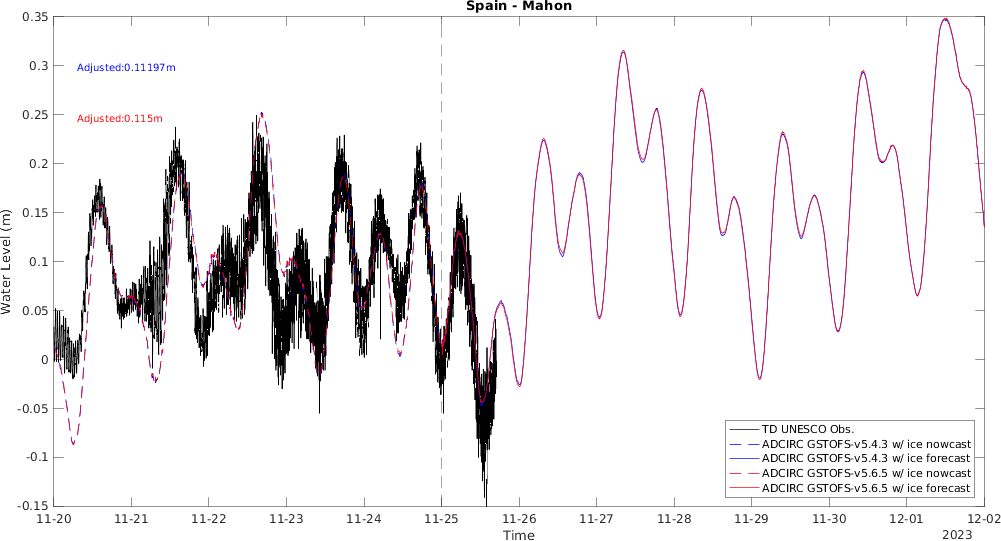 Spain - Mahon
Adjusted:0.11197m
Adjusted:0.115m
0.35
0.3
0.25
0.2
0.15
0.1
0.05
0
-0.05
-0.1
-0.15
Water Level (m)
TD UNESCO Obs.
ADCIRC GSTOFS-v5.4.3 w/ ice nowcast
ADCIRC GSTOFS-v5.4.3 w/ ice forecast
ADCIRC GSTOFS-v5.6.5 w/ ice nowcast
ADCIRC GSTOFS-v5.6.5 w/ ice forecast
11-20 11-21 11-22 11-23 11-24 11-25 11-26 11-27 11-28 11-29 11-30 12-01 12-02
Time
2023